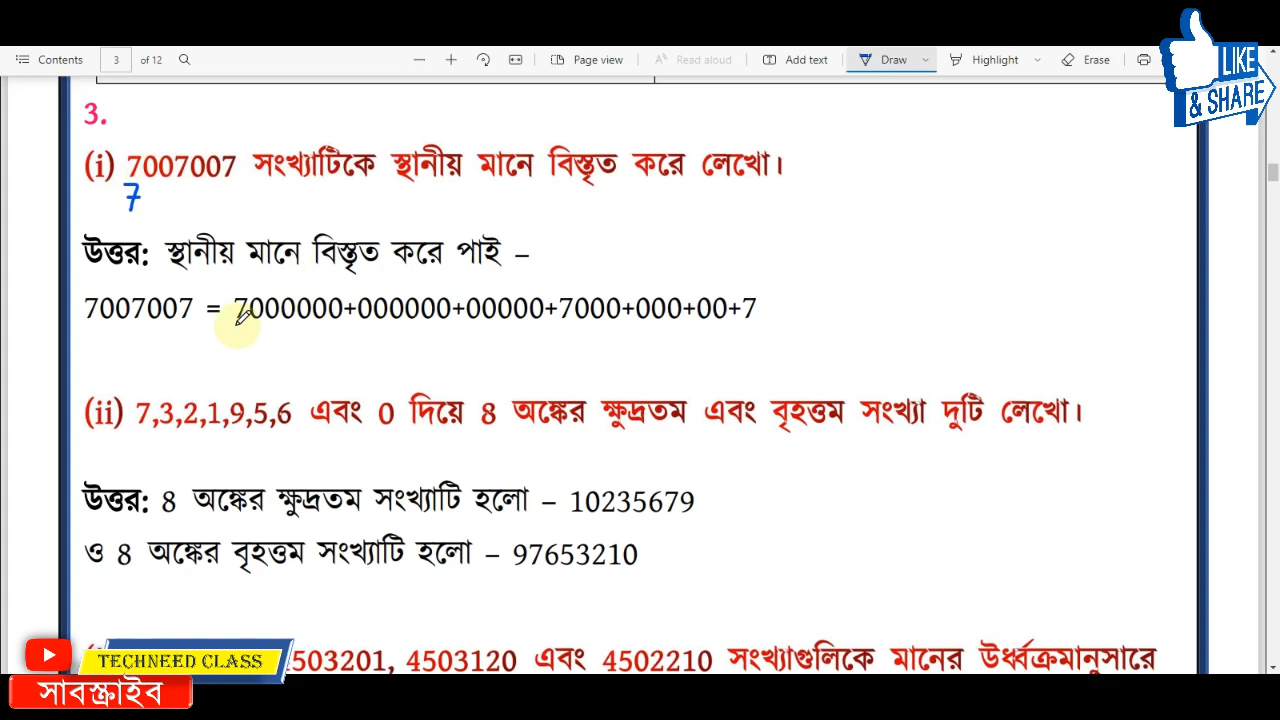 LIKE
& SHARE
Contents 3 of 12 Page view Read aloud Add text Draw Highlight Erase
3.
(i) 7007007 সংখ্যাটিকে স্থানীয় মানে বিস্তৃত করে লেখো।
7
উত্তর: স্থানীয় মানে বিস্তৃত করে পাই –
7007007 = 7000000+000000+00000+7000+000+00+7
(ii) 7,3,2,1,9,5,6 এবং 0 দিয়ে 8 অঙ্কের ক্ষুদ্রতম এবং বৃহত্তম সংখ্যা দুটি লেখো।
উত্তর: 8 অঙ্কের ক্ষুদ্রতম সংখ্যাটি হলো – 10235679
ও 8 অঙ্কের বৃহত্তম সংখ্যাটি হলো – 97653210
503201, 4503120 এবং 4502210 সংখ্যাগুলিকে মানের উর্ধ্বক্রমানুসারে
TECHNEED CLASS
সাবস্ক্রাইব